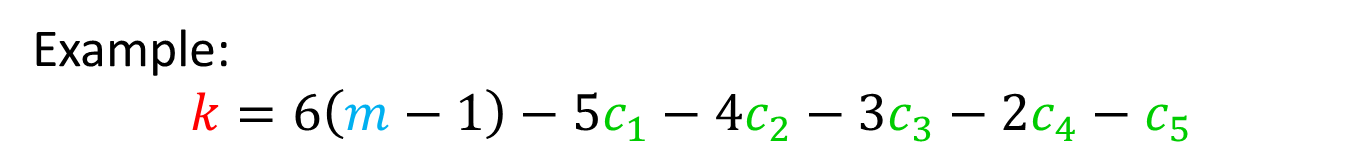 Example:
k = 6(m − 1) − 5c₁ − 4c₂ − 3c₃ − 2c₄ − c₅